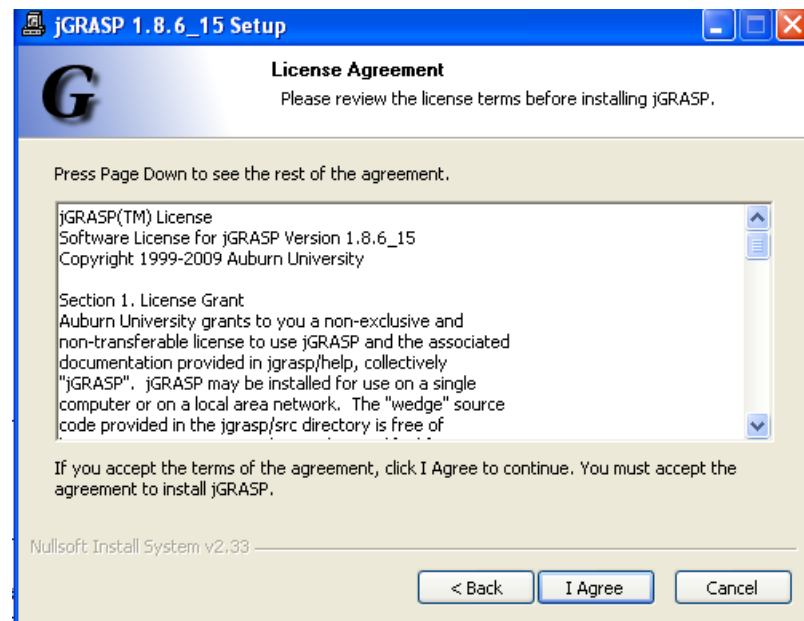 jGRASP 1.8.6_15 Setup
G
License Agreement
Please review the license terms before installing jGRASP.
Press Page Down to see the rest of the agreement.
jGRASP(TM) License
Software License for jGRASP Version 1.8.6_15
Copyright 1999-2009 Auburn University
Section 1. License Grant
Auburn University grants to you a non-exclusive and
non-transferable license to use jGRASP and the associated
documentation provided in jgrasp/help, collectively
"jGRASP".  jGRASP may be installed for use on a single
computer or on a local area network.  The "wedge" source
code provided in the jgrasp/src directory is free of
If you accept the terms of the agreement, click I Agree to continue. You must accept the
agreement to install jGRASP.
Nullsoft Install System v2.33
< Back
I Agree
Cancel